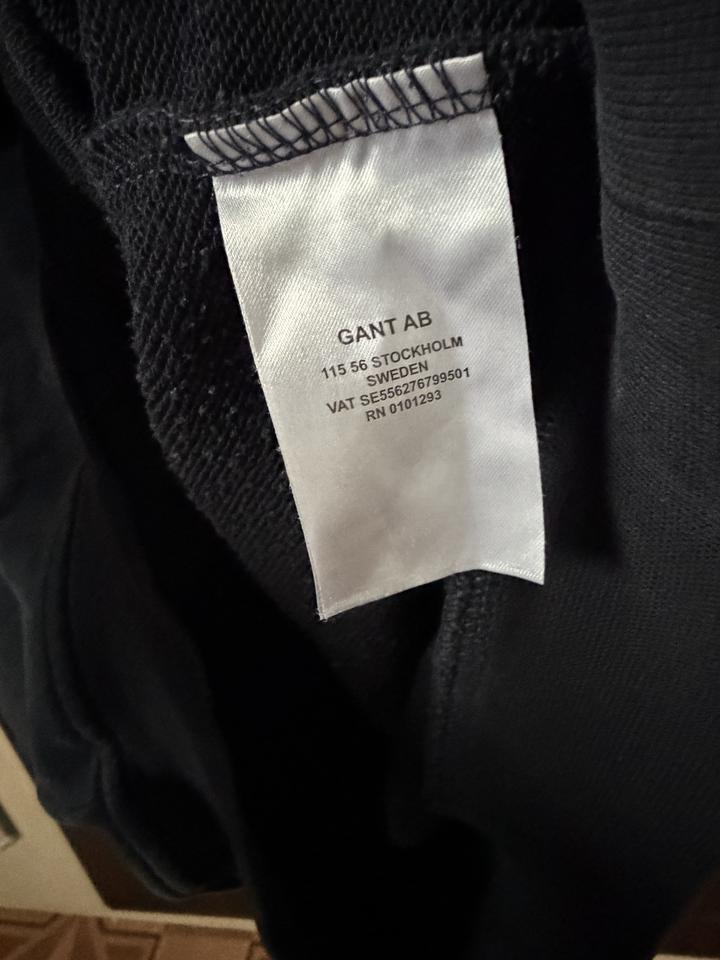 GANT AB
115 56 STOCKHOLM
SWEDEN
VAT SE556276799501
RN 0101293